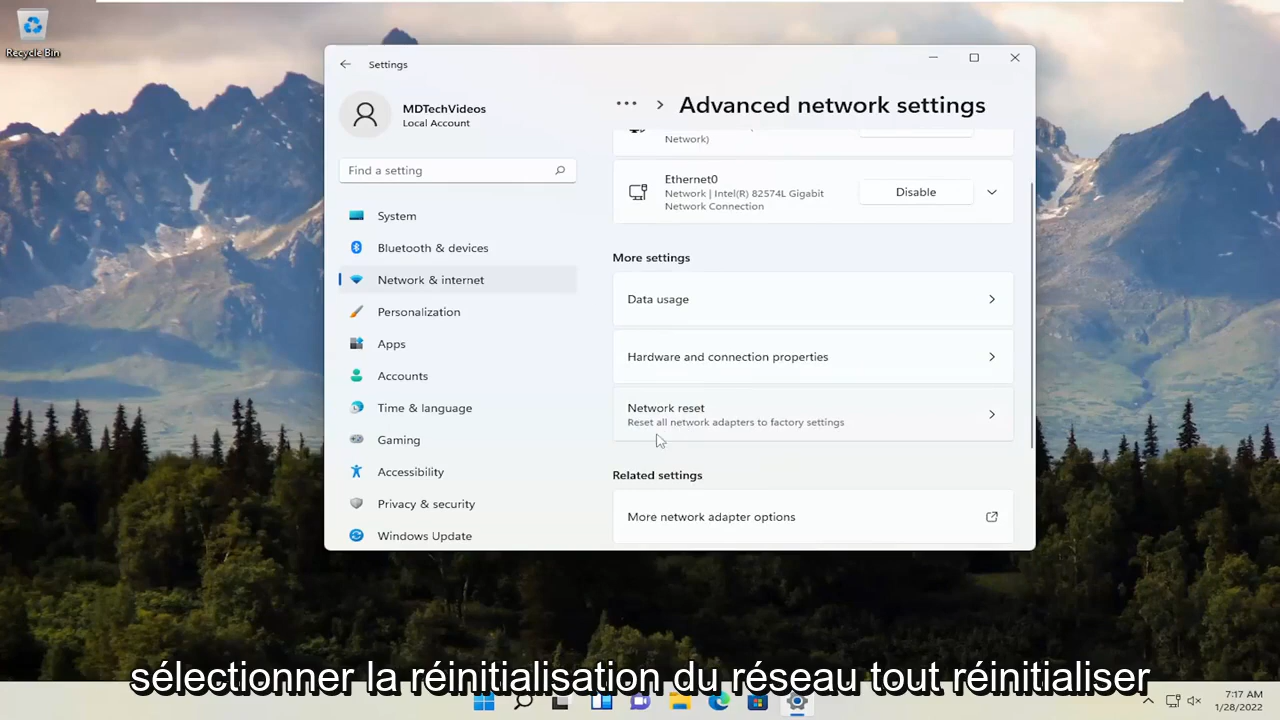 Recycle Bin
Settings
MDTechVideos
Local Account
Find a setting
System
Bluetooth & devices
Network & internet
Personalization
Apps
Accounts
Time & language
Gaming
Accessibility
Privacy & security
Windows Update
Advanced network settings
Network)
Ethernet0
Network | Intel(R) 82574L Gigabit
Network Connection
Disable
More settings
Data usage
Hardware and connection properties
Network reset
Reset all network adapters to factory settings
Related settings
More network adapter options
sélectionner la réinitialisation du réseau tout réinitialiser
7:17 AM
1/28/2022